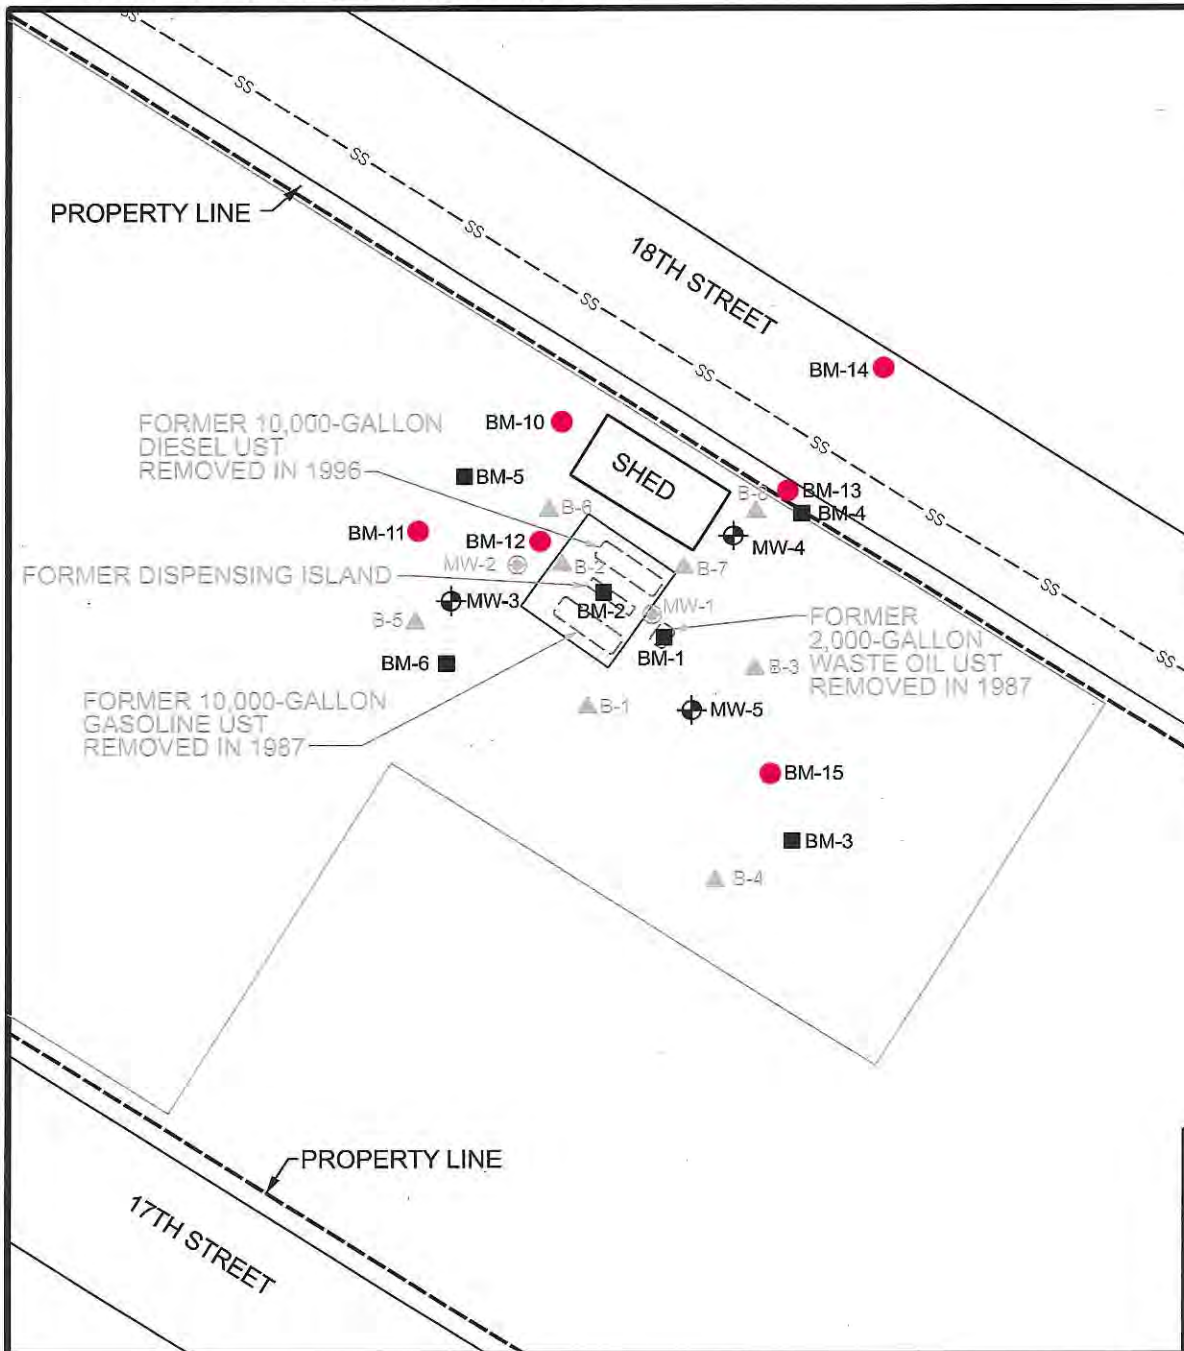 SS
SS
SS
SS
SS
SS
SS
SS
PROPERTY LINE
18TH STREET
BM-14
FORMER 10,000-GALLON
DIESEL UST
REMOVED IN 1996
BM-10
SHED
BM-5
B-6
B-8
BM-13
BM-4
BM-11
BM-12
MW-4
MW-2
B-2
B-7
FORMER DISPENSING ISLAND
MW-3
BM-2
MW-1
B-5
FORMER
2,000-GALLON
WASTE OIL UST
REMOVED IN 1987
BM-6
BM-1
B-3
FORMER 10,000-GALLON
GASOLINE UST
REMOVED IN 1987
B-1
MW-5
BM-15
BM-3
B-4
PROPERTY LINE
17TH STREET